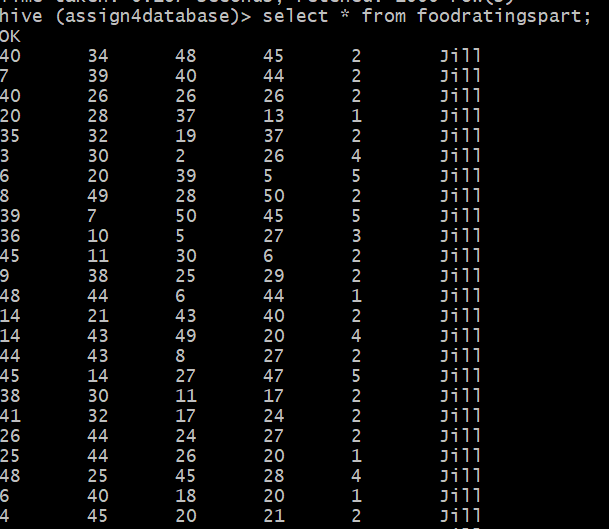 hive (assign4database)> select * from foodratingspart;
OK
40 34 48 45 2 Jill
7 39 40 44 2 Jill
40 26 26 26 2 Jill
20 28 37 13 1 Jill
35 32 19 37 2 Jill
3 30 2 26 4 Jill
6 20 39 5 5 Jill
8 49 28 50 2 Jill
39 7 50 45 5 Jill
36 10 5 27 3 Jill
45 11 30 6 2 Jill
9 38 25 29 2 Jill
48 44 6 44 1 Jill
14 21 43 40 2 Jill
14 43 49 20 4 Jill
44 43 8 27 2 Jill
45 14 27 47 5 Jill
38 30 11 17 2 Jill
41 32 17 24 2 Jill
26 44 24 27 2 Jill
25 44 26 20 1 Jill
48 25 45 28 4 Jill
6 40 18 20 1 Jill
4 45 20 21 2 Jill